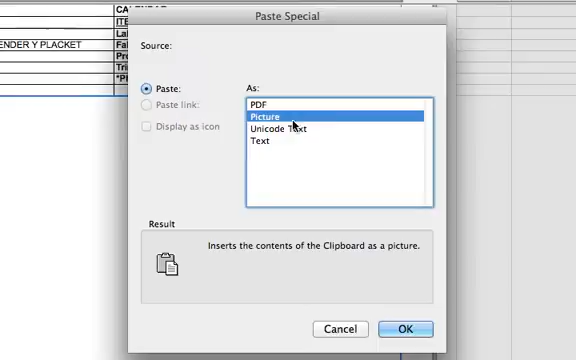 Paste Special
CALENDAR
ENDER Y PLACKET
Source:
Paste:
Paste link:
Display as icon
As:
PDF
Picture
Unicode Text
Text
Result
Inserts the contents of the Clipboard as a picture.
Cancel
OK